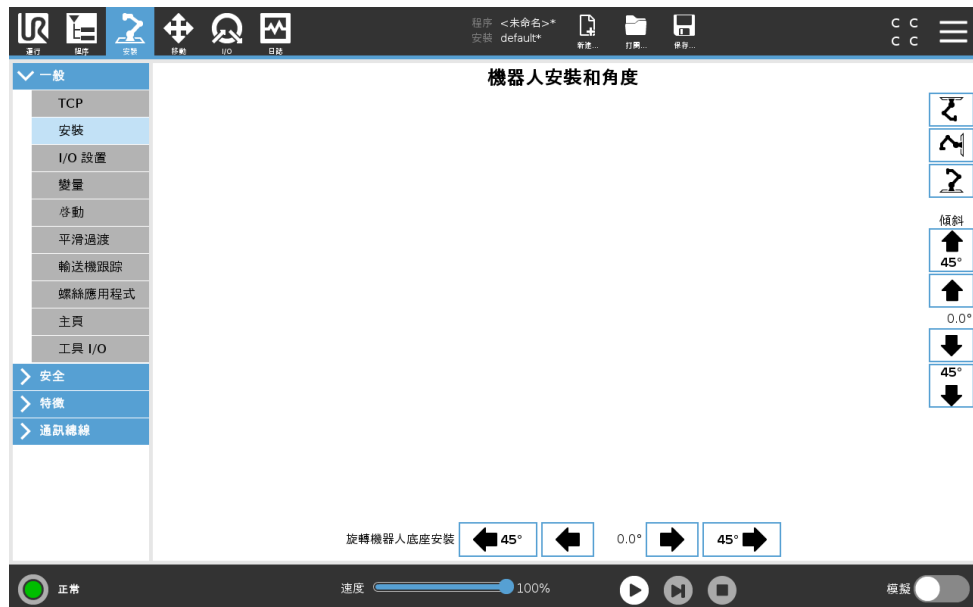 UR
運行
程序
安裝
移動
I/O
日誌
程序 <未命名>*
安裝 default*
新建...
打開...
保存...
C C
C C
一般
TCP
安裝
I/O 設置
變量
啓動
平滑過渡
輸送機跟踪
螺絲應用程式
主頁
工具 I/O
安全
特徵
通訊總線
機器人安裝和角度
傾斜
45°
0.0°
45°
旋轉機器人底座安裝 45° 0.0° 45°
正常
速度 100%
模擬